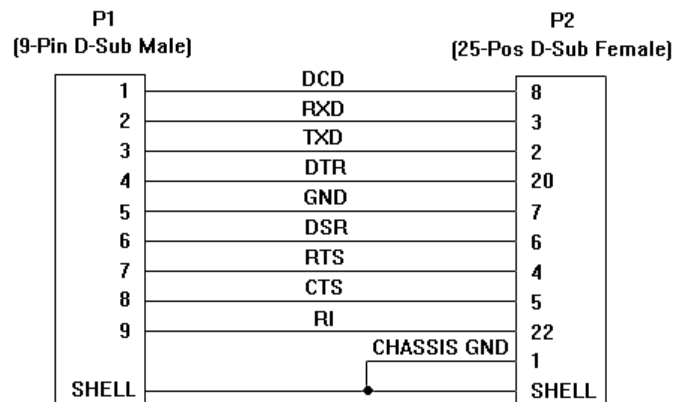 P1 P2
(9-Pin D-Sub Male) (25-Pos D-Sub Female)
1 DCD 8
2 RXD 3
3 TXD 2
4 DTR 20
5 GND 7
6 DSR 6
7 RTS 4
8 CTS 5
9 RI 22
CHASSIS GND 1
SHELL SHELL